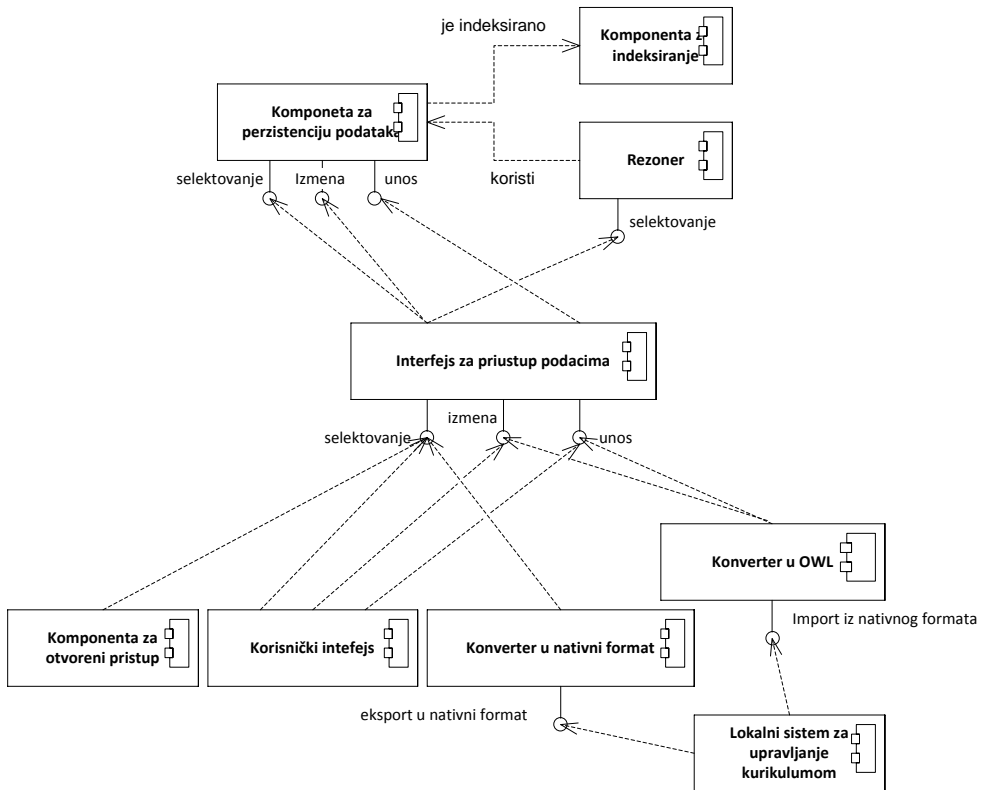 je indeksirano
Komponenta z
indeksiranje
Komponeta za
perzistenciju podataka
Rezoner
koristi
selektovanje
Izmena
unos
selektovanje
Interfejs za priustup podacima
izmena
selektovanje
unos
Konverter u OWL
Import iz nativnog formata
Komponenta za
otvoreni pristup
Korisnički intefejs
Konverter u nativni format
eksport u nativni format
Lokalni sistem za
upravljanje
kurikulumom